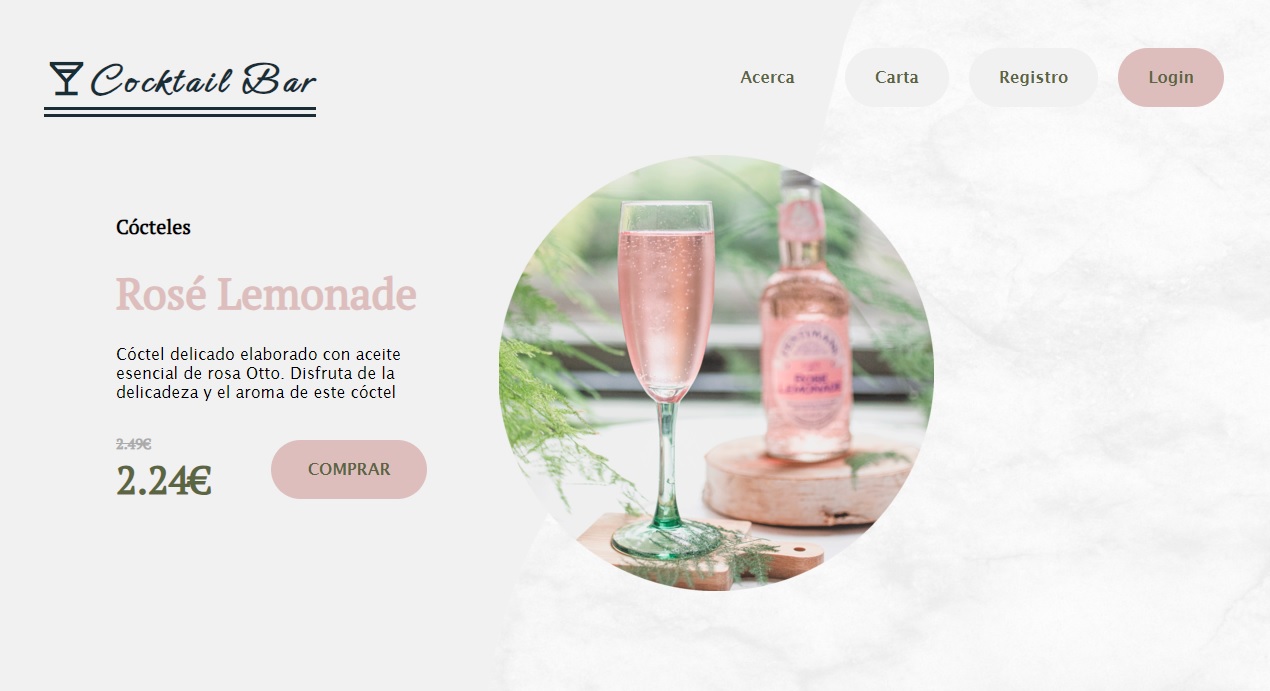 Cocktail Bar
Acerca
Carta
Registro
Login
Cócteles
Rosé Lemonade
Cóctel delicado elaborado con aceite
esencial de rosa Otto. Disfruta de la
delicadeza y el aroma de este cóctel
2.49€
2.24€
COMPRAR
FENTIMANS
ROSE
LEMONADE